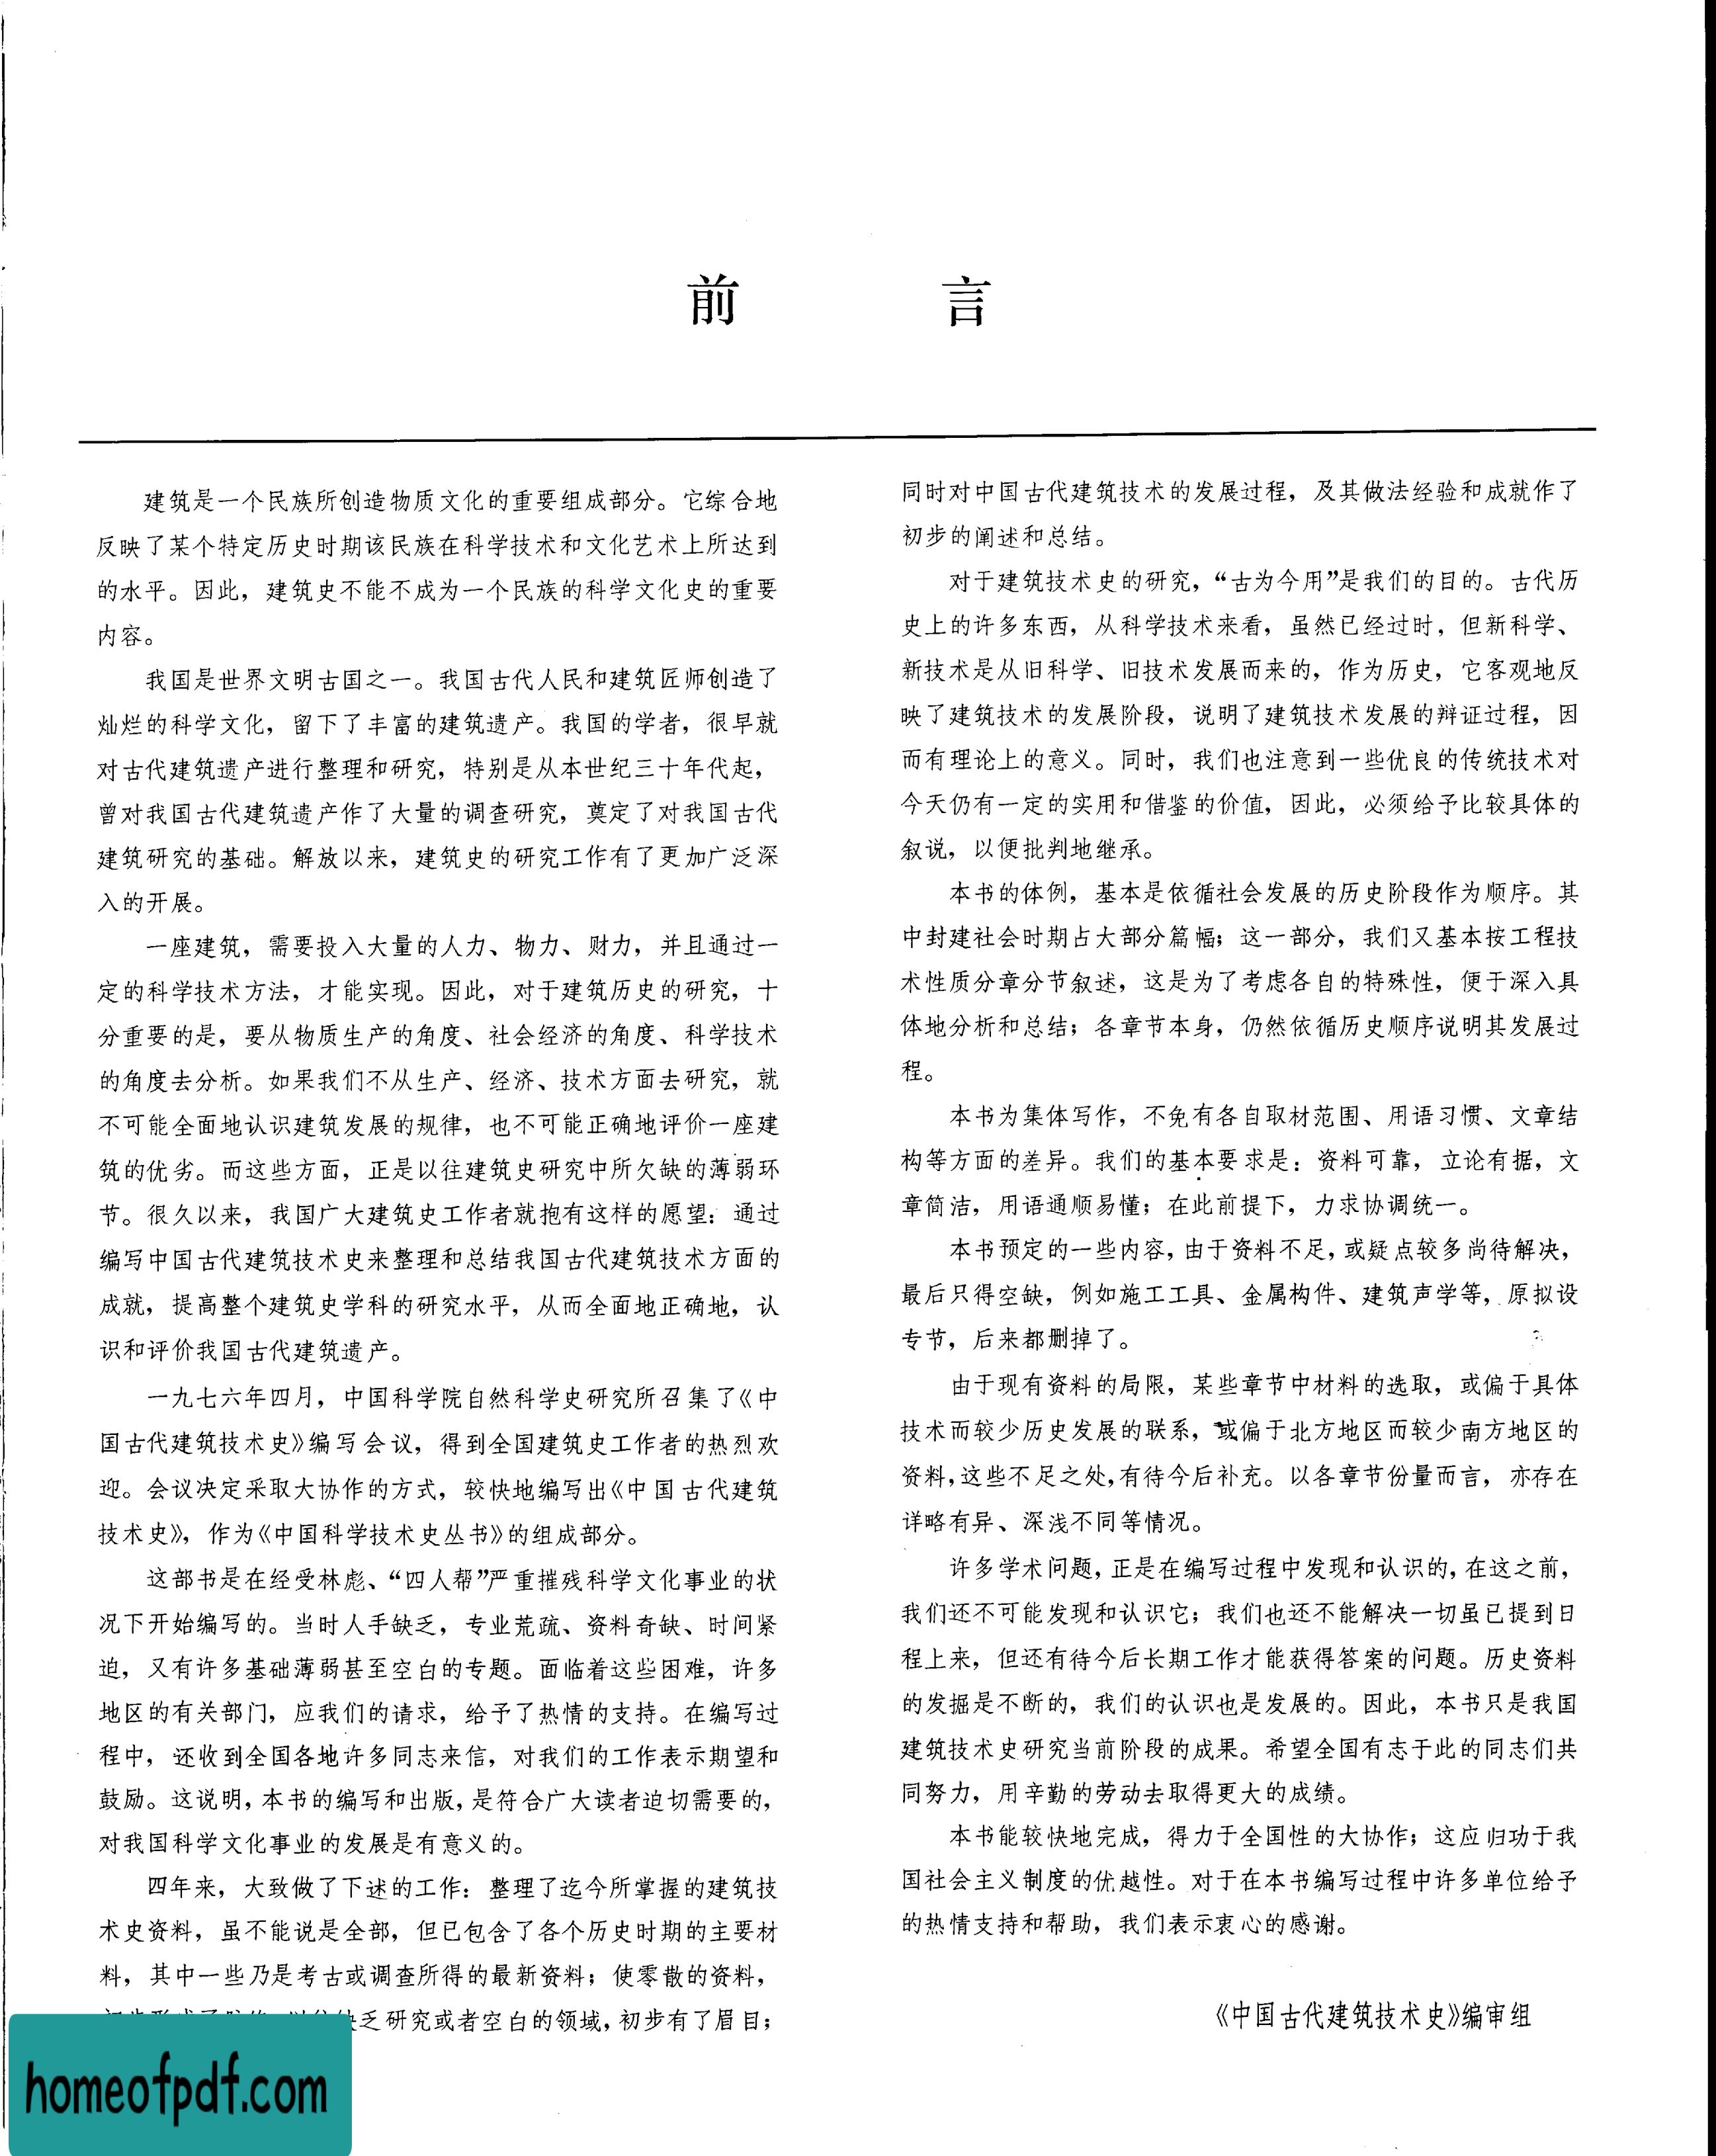 前言
建筑是一个民族所创造物质文化的重要组成部分。它综合地
反映了某个特定历史时期该民族在科学技术和文化艺术上所达到
的水平。因此，建筑史不能不成为一个民族的科学文化史的重要
内容。
我国是世界文明古国之一。我国古代人民和建筑匠师创造了
灿烂的科学文化，留下了丰富的建筑遗产。我国的学者，很早就
对古代建筑遗产进行整理和研究，特别是从本世纪三十年代起，
曾对我国古代建筑遗产作了大量的调查研究，奠定了对我国古代
建筑研究的基础。解放以来，建筑史的研究工作有了更加广泛深
入的开展。
一座建筑，需要投入大量的人力、物力、财力，并且通过一
定的科学技术方法，才能实现。因此，对于建筑历史的研究，十
分重要的是，要从物质生产的角度、社会经济的角度、科学技术
的角度去分析。如果我们不从生产、经济、技术方面去研究，就
不可能全面地认识建筑发展的规律，也不可能正确地评价一座建
筑的优劣。而这些方面，正是以往建筑史研究中所欠缺的薄弱环
节。很久以来，我国广大建筑史工作者就抱有这样的愿望：通过
编写中国古代建筑技术史来整理和总结我国古代建筑技术方面的
成就，提高整个建筑史学科的研究水平，从而全面地正确地，认
识和评价我国古代建筑遗产。
一九七六年四月，中国科学院自然科学史研究所召集了《中
国古代建筑技术史》编写会议，得到全国建筑史工作者的热烈欢
迎。会议决定采取大协作的方式，较快地编写出《中国古代建筑
技术史》，作为《中国科学技术史丛书》的组成部分。
这部书是在经受林彪、“四人帮”严重摧残科学文化事业的状
况下开始编写的。当时人手缺乏，专业荒疏、资料奇缺、时间紧
迫，又有许多基础薄弱甚至空白的专题。面临着这些困难，许多
地区的有关部门，应我们的请求，给予了热情的支持。在编写过
程中，还收到全国各地许多同志来信，对我们的工作表示期望和
鼓励。这说明，本书的编写和出版，是符合广大读者迫切需要的，
对我国科学文化事业的发展是有意义的。
四年来，大致做了下述的工作：整理了迄今所掌握的建筑技
术史资料，虽不能说是全部，但已包含了各个历史时期的主要材
料，其中一些乃是考古或调查所得的最新资料；使零散的资料，
乏研究或者空白的领域，初步有了眉目；
同时对中国古代建筑技术的发展过程，及其做法经验和成就作了
初步的阐述和总结。
对于建筑技术史的研究，“古为今用”是我们的目的。古代历
史上的许多东西，从科学技术来看，虽然已经过时，但新科学、
新技术是从旧科学、旧技术发展而来的，作为历史，它客观地反
映了建筑技术的发展阶段，说明了建筑技术发展的辩证过程，因
而有理论上的意义。同时，我们也注意到一些优良的传统技术对
今天仍有一定的实用和借鉴的价值，因此，必须给予比较具体的
叙说，以便批判地继承。
本书的体例，基本是依循社会发展的历史阶段作为顺序。其
中封建社会时期占大部分篇幅；这一部分，我们又基本按工程技
术性质分章分节叙述，这是为了考虑各自的特殊性，便于深入具
体地分析和总结；各章节本身，仍然依循历史顺序说明其发展过
程。
本书为集体写作，不免有各自取材范围、用语习惯、文章结
构等方面的差异。我们的基本要求是：资料可靠，立论有据，文
章简洁，用语通顺易懂；在此前提下，力求协调统一。
本书预定的一些内容，由于资料不足，或疑点较多尚待解决，
最后只得空缺，例如施工工具、金属构件、建筑声学等，原拟设
专节，后来都删掉了。
由于现有资料的局限，某些章节中材料的选取，或偏于具体
技术而较少历史发展的联系，或偏于北方地区而较少南方地区的
资料，这些不足之处，有待今后补充。以各章节份量而言，亦存在
详略有异、深浅不同等情况。
许多学术问题，正是在编写过程中发现和认识的，在这之前，
我们还不可能发现和认识它；我们也还不能解决一切虽已提到日
程上来，但还有待今后长期工作才能获得答案的问题。历史资料
的发掘是不断的，我们的认识也是发展的。因此，本书只是我国
建筑技术史研究当前阶段的成果。希望全国有志于此的同志们共
同努力，用辛勤的劳动去取得更大的成绩。
本书能较快地完成，得力于全国性的大协作；这应归功于我
国社会主义制度的优越性。对于在本书编写过程中许多单位给予
的热情支持和帮助，我们表示衷心的感谢。
《中国古代建筑技术史》编审组
homeofpdf.com